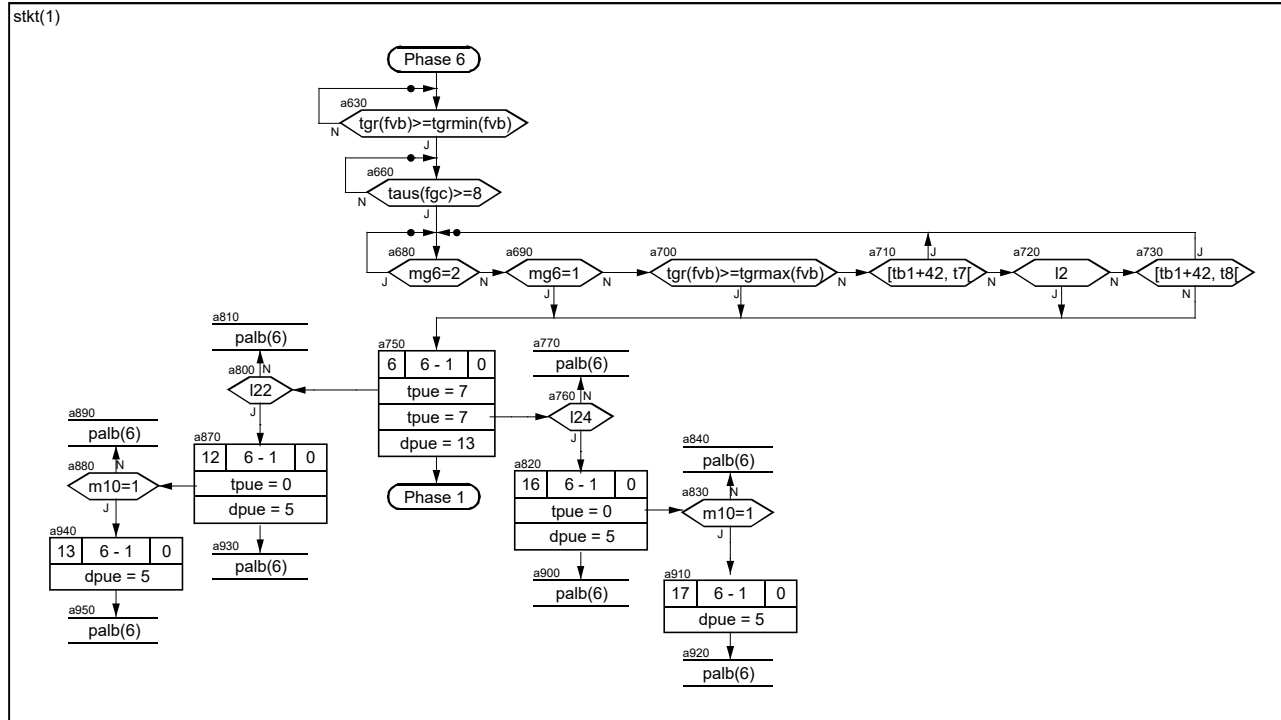 stkt(1)
Phase 6
a630
tgr(fvb)>=tgrmin(fvb)
N
J
a660
taus(fgc)>=8
N
J
a680
mg6=2
J
N
a690
mg6=1
J
N
a700
tgr(fvb)>=tgrmax(fvb)
J
N
a710
[tb1+42, t7[
J
N
a720
l2
J
N
a730
[tb1+42, t8[
J
N
a750
6 6 - 1 0
tpue = 7
tpue = 7
dpue = 13
Phase 1
a810
palb(6)
a800
N
l22
J
a870
12 6 - 1 0
tpue = 0
dpue = 5
a930
palb(6)
a890
palb(6)
a880
N
m10=1
J
a940
13 6 - 1 0
dpue = 5
a950
palb(6)
a770
palb(6)
a760
N
l24
J
a820
16 6 - 1 0
tpue = 0
dpue = 5
a900
palb(6)
a840
palb(6)
a830
N
m10=1
J
a910
17 6 - 1 0
dpue = 5
a920
palb(6)